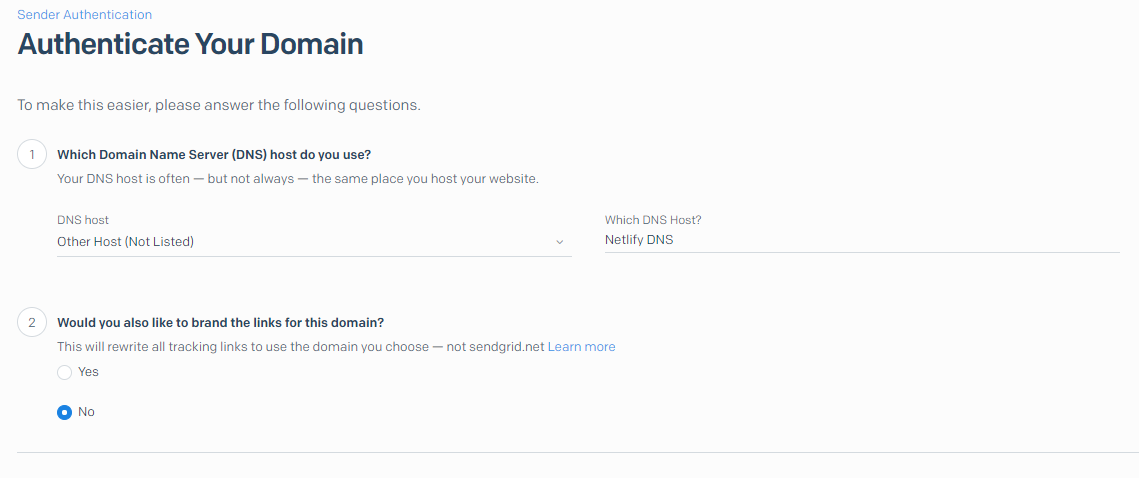 Sender Authentication
Authenticate Your Domain
To make this easier, please answer the following questions.
1 Which Domain Name Server (DNS) host do you use?
Your DNS host is often — but not always — the same place you host your website.
DNS host
Other Host (Not Listed)
Which DNS Host?
Netlify DNS
2 Would you also like to brand the links for this domain?
This will rewrite all tracking links to use the domain you choose — not sendgrid.net Learn more
Yes
No